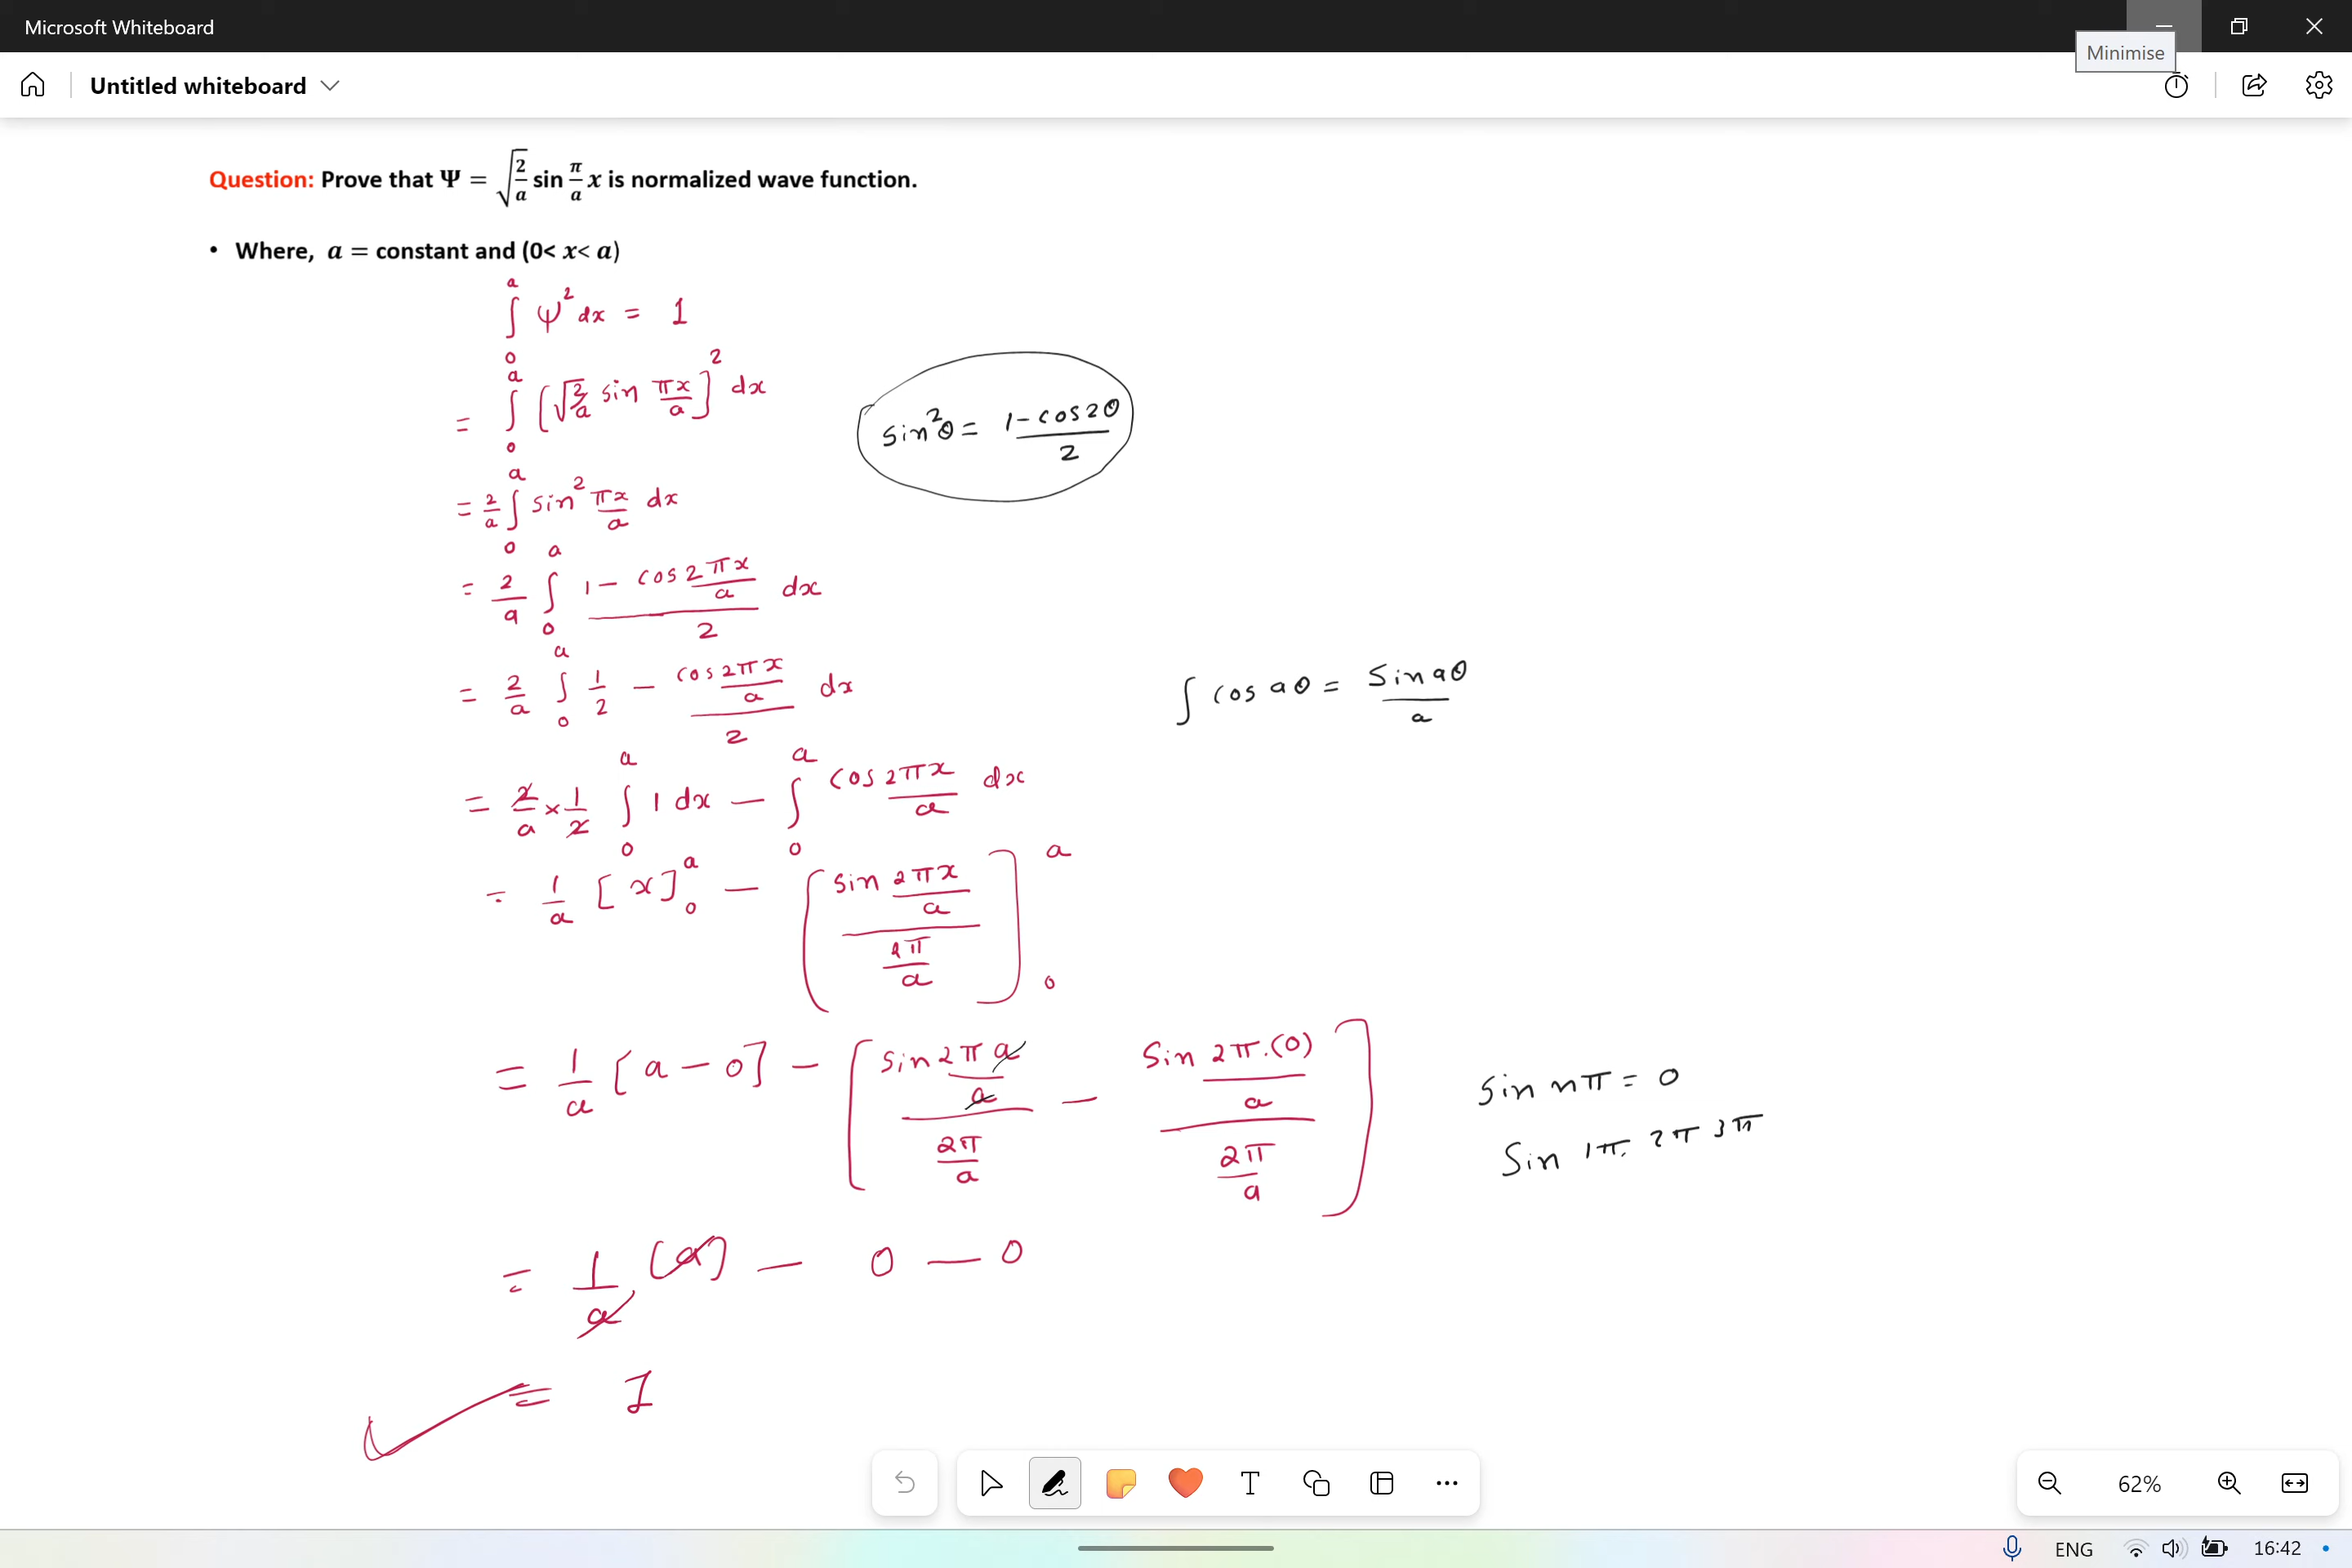 Microsoft Whiteboard
Minimise
Untitled whiteboard
Question: Prove that Ψ = √(2/a) sin π/a x is normalized wave function.
• Where, a = constant and (0< x< a)
∫₀ᵃ ψ² dx = 1
= ∫₀ᵃ [√(2/a) sin πx/a]² dx
sin²θ = (1 - cos2θ)/2
= 2/a ∫₀ᵃ sin² πx/a dx
= 2/a ∫₀ᵃ (1 - cos 2πx/a)/2 dx
= 2/a ∫₀ᵃ 1/2 - (cos 2πx/a)/2 dx
∫ cos aθ = (sin aθ)/a
= 2/a × 1/2 ∫₀ᵃ 1 dx - ∫₀ᵃ cos 2πx/a dx
= 1/a [x]₀ᵃ - [(sin 2πx/a)/(2π/a)]₀ᵃ
= 1/a [a - 0] - [(sin 2πa/a)/(2π/a) - (sin 2π.(0)/a)/(2π/a)]
sin nπ = 0
sin 1π. 2π 3π
= 1/a (a) - 0 - 0
= 1
62%
ENG
16:42